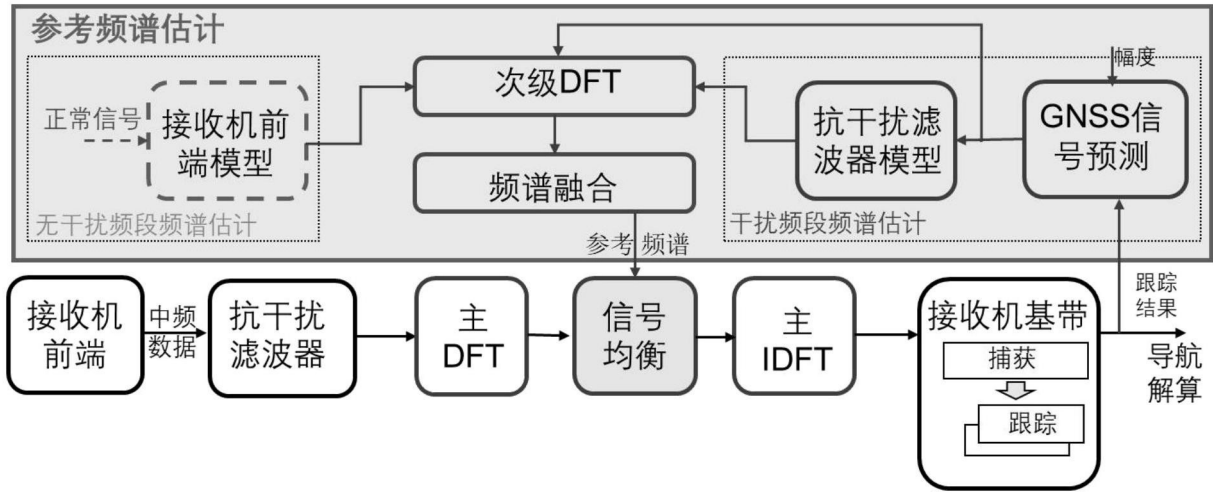 参考频谱估计
幅度
次级DFT
正常信号
接收机前
端模型
抗干扰滤
波器模型
GNSS信
号预测
频谱融合
无干扰频段频谱估计
干扰频段频谱估计
参考 频谱
接收机
前端
中频
数据
抗干扰
滤波器
主
DFT
信号
均衡
主
IDFT
接收机基带
捕获
跟踪
跟踪
结果
导航
解算